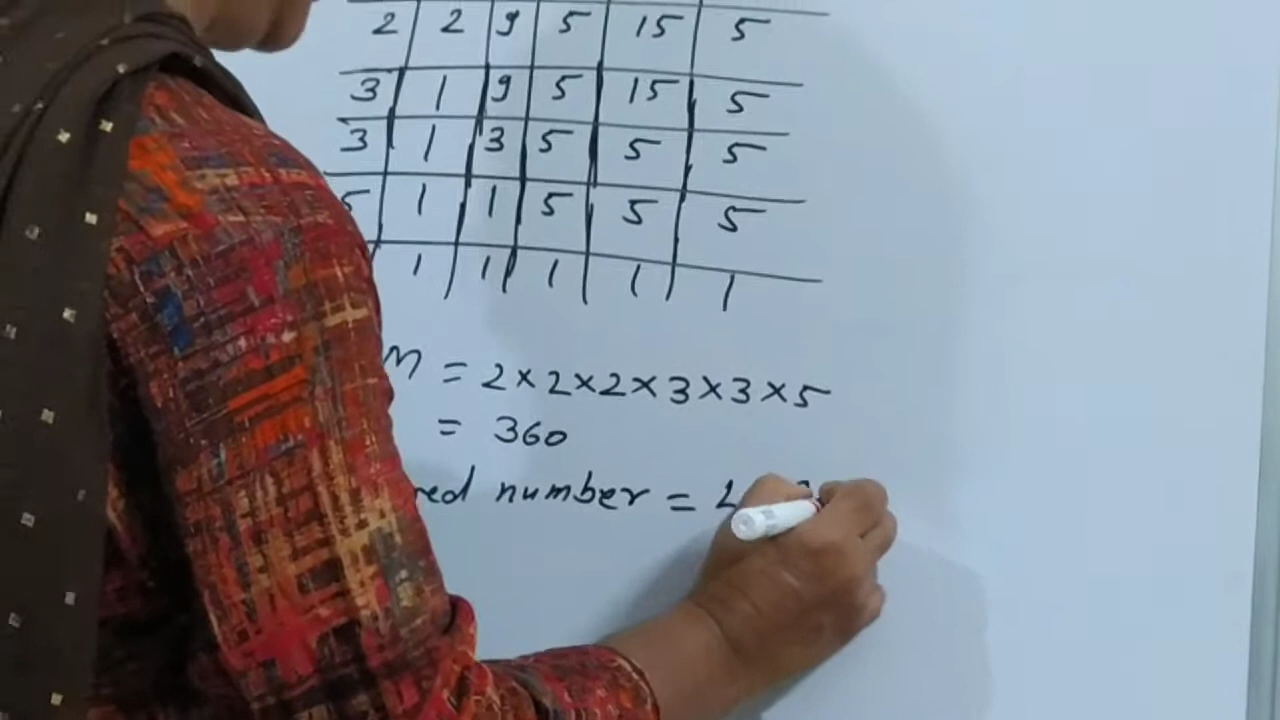 2 2 9 5 15 5
3 1 9 5 15 5
3 1 3 5 5 5
5 1 1 5 5 5
1 1 1 1 1
M = 2×2×2×3×3×5
= 360
red number =